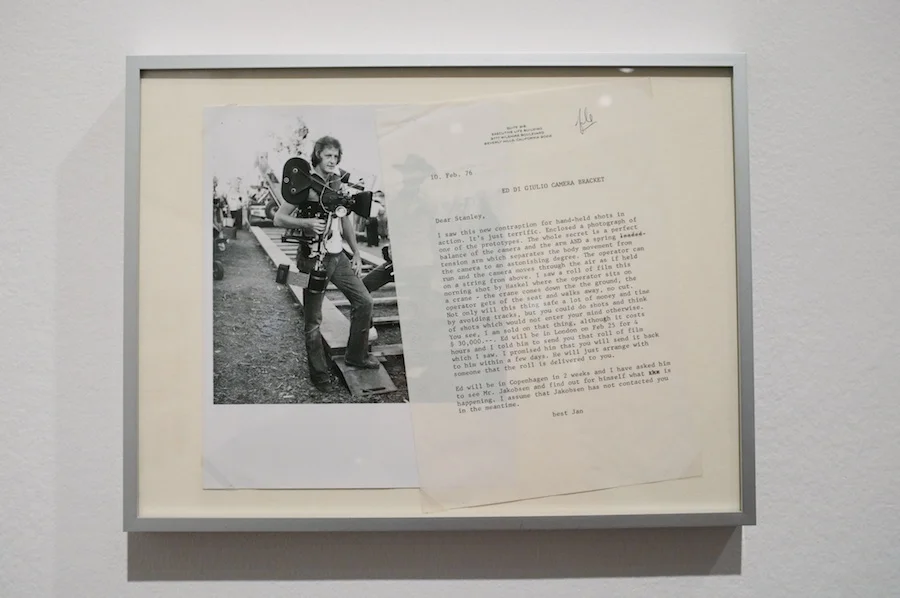 SUITE 918
EXECUTIVE LIFE BUILDING
BEVERLY HILLS CALIFORNIA 90210
file
10. Feb. 76
ED DI GIULIO CAMERA BRACKET
Dear Stanley,
I saw this new contraption for hand-held shots in
action. It's just terrific. Enclosed a photograph of
one of the prototypes. The whole secret is a perfect
balance of the camera and the arm AND a spring loaded-
tension arm which separates the body movement from
the camera to an astonishing degree. The operator can
run and the camera moves through the air as if held
on a string from above. I saw a roll of film this
morning shot by Haskel where the operator sits on
a crane - the crane comes down the the ground, the
operator gets of the seat and walks away, no cut.
Not only will this thing safe a lot of money and time
by avoiding tracks, but you could do shots and think
of shots which would not enter your mind otherwise.
You see, I am sold on that thing, although it costs
$ 30,000.--. Ed will be in London on Feb 25 for 4
hours and I told him to send you that roll of film
which I saw. I promised him that you will send it back
to him within a few days. He will just arrange with
someone that the roll is delivered to you.
Ed will be in Copenhagen in 2 weeks and I have asked him
to see Mr. Jakobsen and find out for himself what is
happening. I assume that Jakobsen has not contacted you
in the meantime.
best Jan